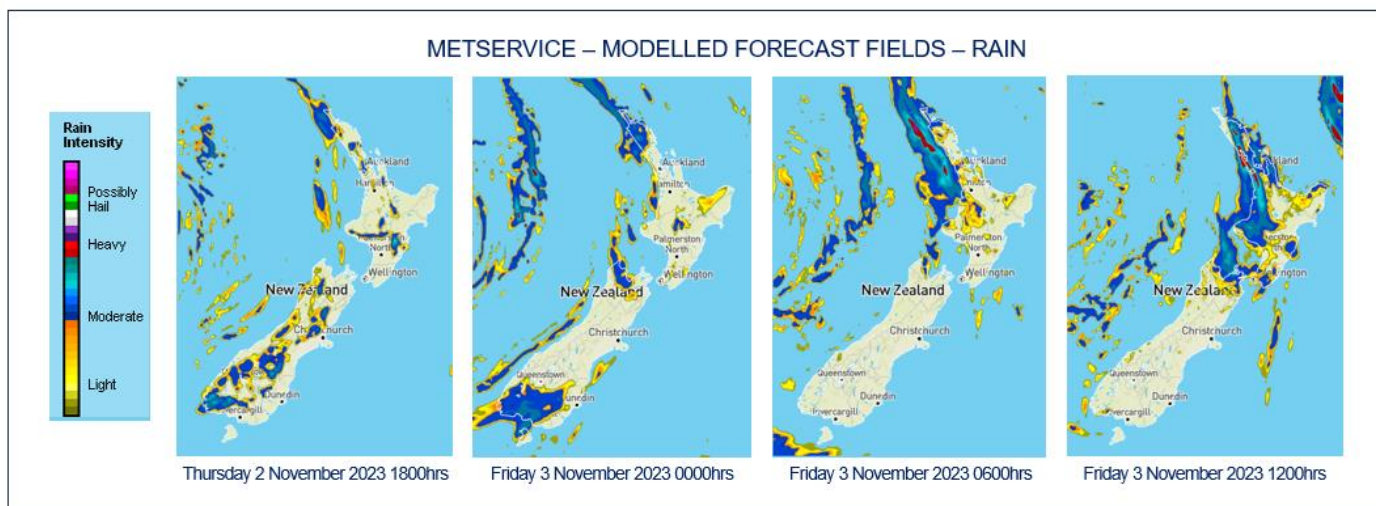 METSERVICE – MODELLED FORECAST FIELDS – RAIN
Rain
Intensity
Possibly
Hail
Heavy
Moderate
Light
Auckland
Palmerston
North
Wellington
New Zealand
Christchurch
Dunedin
Invercargill
Thursday 2 November 2023 1800hrs
Auckland
Hamilton
Palmerston
North
Wellington
New Zealand
Christchurch
Queenstown
Dunedin
Friday 3 November 2023 0000hrs
Auckland
Palmerston
North
Wellington
New Zealand
Christchurch
Queenstown
Dunedin
Invercargill
Friday 3 November 2023 0600hrs
Wellington
New Zealand
Christchurch
Queenstown
Dunedin
Invercargill
Friday 3 November 2023 1200hrs